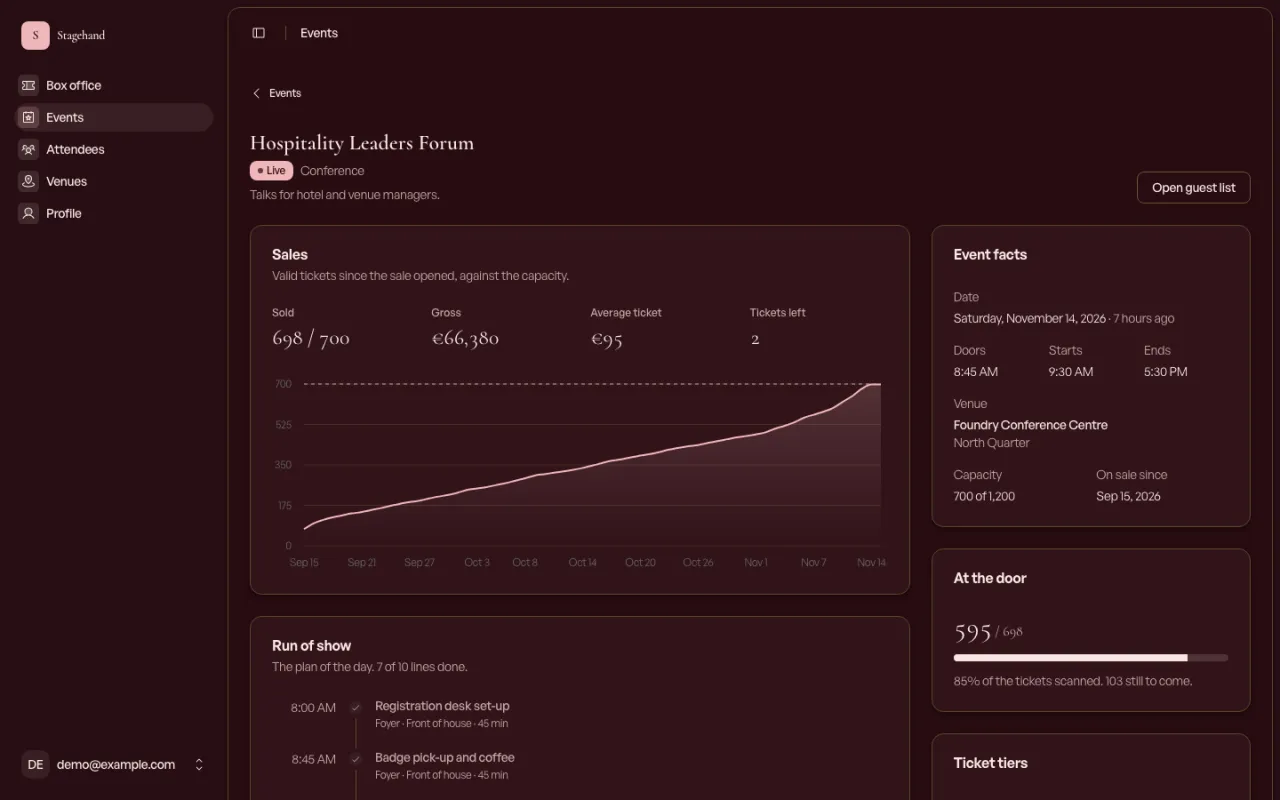 S Stagehand
Box office
Events
Attendees
Venues
Profile
DE demo@example.com
Events
Events
Hospitality Leaders Forum
Live Conference
Talks for hotel and venue managers.
Open guest list
Sales
Valid tickets since the sale opened, against the capacity.
Sold Gross Average ticket Tickets left
698 / 700 €66,380 €95 2
700
525
350
175
0
Sep 15 Sep 21 Sep 27 Oct 3 Oct 8 Oct 14 Oct 20 Oct 26 Nov 1 Nov 7 Nov 14
Run of show
The plan of the day. 7 of 10 lines done.
8:00 AM Registration desk set-up
Foyer · Front of house · 45 min
8:45 AM Badge pick-up and coffee
Foyer · Front of house · 45 min
Event facts
Date
Saturday, November 14, 2026 · 7 hours ago
Doors Starts Ends
8:45 AM 9:30 AM 5:30 PM
Venue
Foundry Conference Centre
North Quarter
Capacity On sale since
700 of 1,200 Sep 15, 2026
At the door
595 / 698
85% of the tickets scanned. 103 still to come.
Ticket tiers